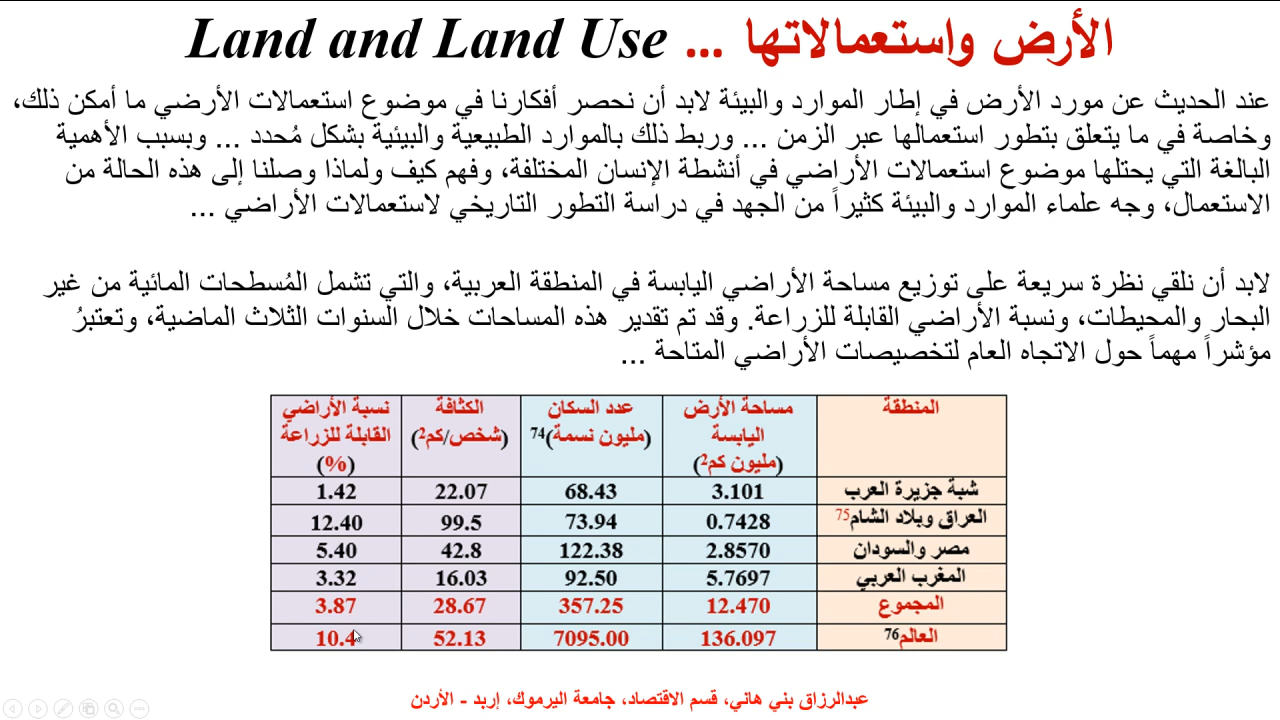 الأرض واستعمالاتها ... Land and Land Use
عند الحديث عن مورد الأرض في إطار الموارد والبيئة لابد أن نحصر أفكارنا في موضوع استعمالات الأرضي ما أمكن ذلك،
وخاصة في ما يتعلق بتطور استعمالها عبر الزمن ... وربط ذلك بالموارد الطبيعية والبيئية بشكل مُحدد ... وبسبب الأهمية
البالغة التي يحتلها موضوع استعمالات الأراضي في أنشطة الإنسان المختلفة، وفهم كيف ولماذا وصلنا إلى هذه الحالة من
الاستعمال، وجه علماء الموارد والبيئة كثيراً من الجهد في دراسة التطور التاريخي لاستعمالات الأراضي ...
لابد أن نلقي نظرة سريعة على توزيع مساحة الأراضي اليابسة في المنطقة العربية، والتي تشمل المُسطحات المائية من غير
البحار والمحيطات، ونسبة الأراضي القابلة للزراعة. وقد تم تقدير هذه المساحات خلال السنوات الثلاث الماضية، وتعتبرُ
مؤشراً مهماً حول الاتجاه العام لتخصيصات الأراضي المتاحة ...
المنطقة مساحة الأرض اليابسة (مليون كم2) عدد السكان (مليون نسمة)74 الكثافة (شخص/كم2) نسبة الأراضي القابلة للزراعة (%)
شبة جزيرة العرب 3.101 68.43 22.07 1.42
العراق وبلاد الشام75 0.7428 73.94 99.5 12.40
مصر والسودان 2.8570 122.38 42.8 5.40
المغرب العربي 5.7697 92.50 16.03 3.32
المجموع 12.470 357.25 28.67 3.87
العالم76 136.097 7095.00 52.13 10.4
عبدالرزاق بني هاني، قسم الاقتصاد، جامعة اليرموك، إربد - الأردن